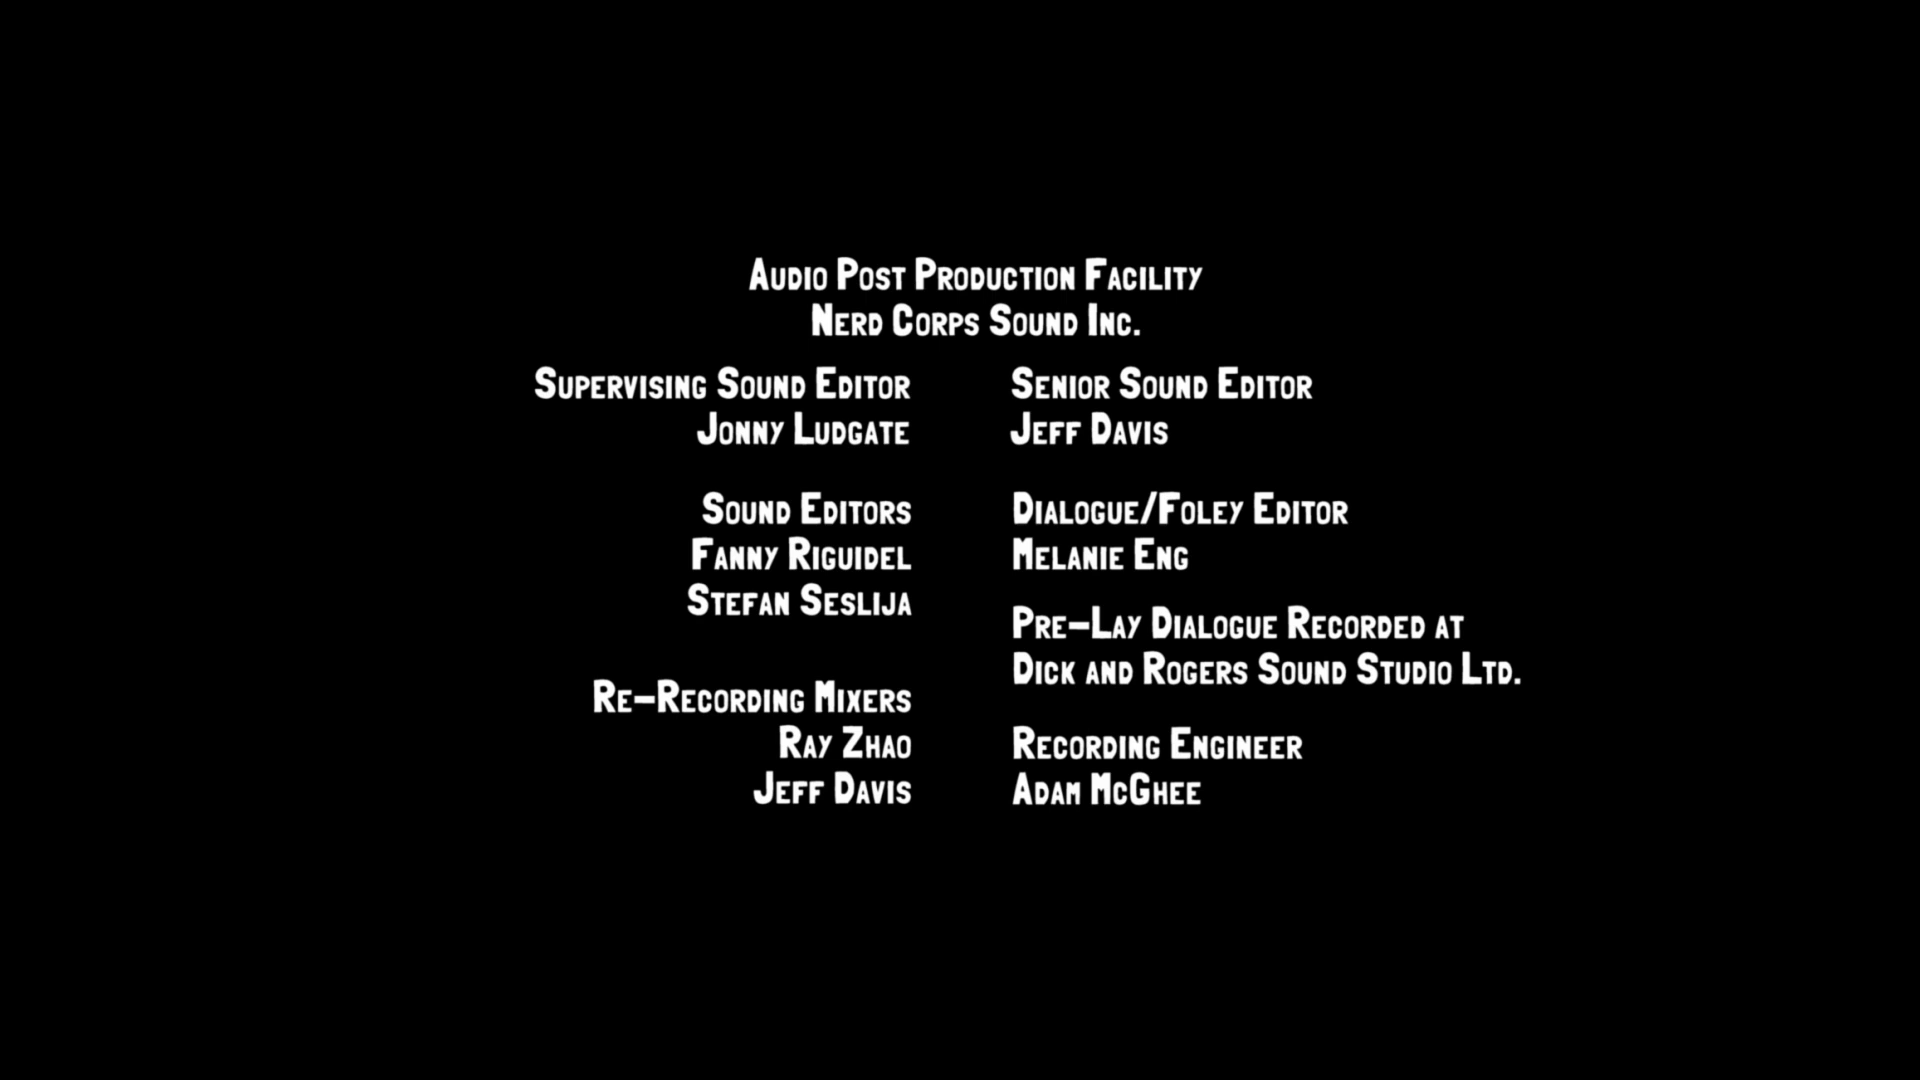 Audio Post Production Facility
Nerd Corps Sound Inc.
Supervising Sound Editor
Jonny Ludgate
Senior Sound Editor
Jeff Davis
Sound Editors
Fanny Riguidel
Stefan Seslija
Dialogue/Foley Editor
Melanie Eng
Pre-Lay Dialogue Recorded at
Dick and Rogers Sound Studio Ltd.
Re-Recording Mixers
Ray Zhao
Jeff Davis
Recording Engineer
Adam McGhee